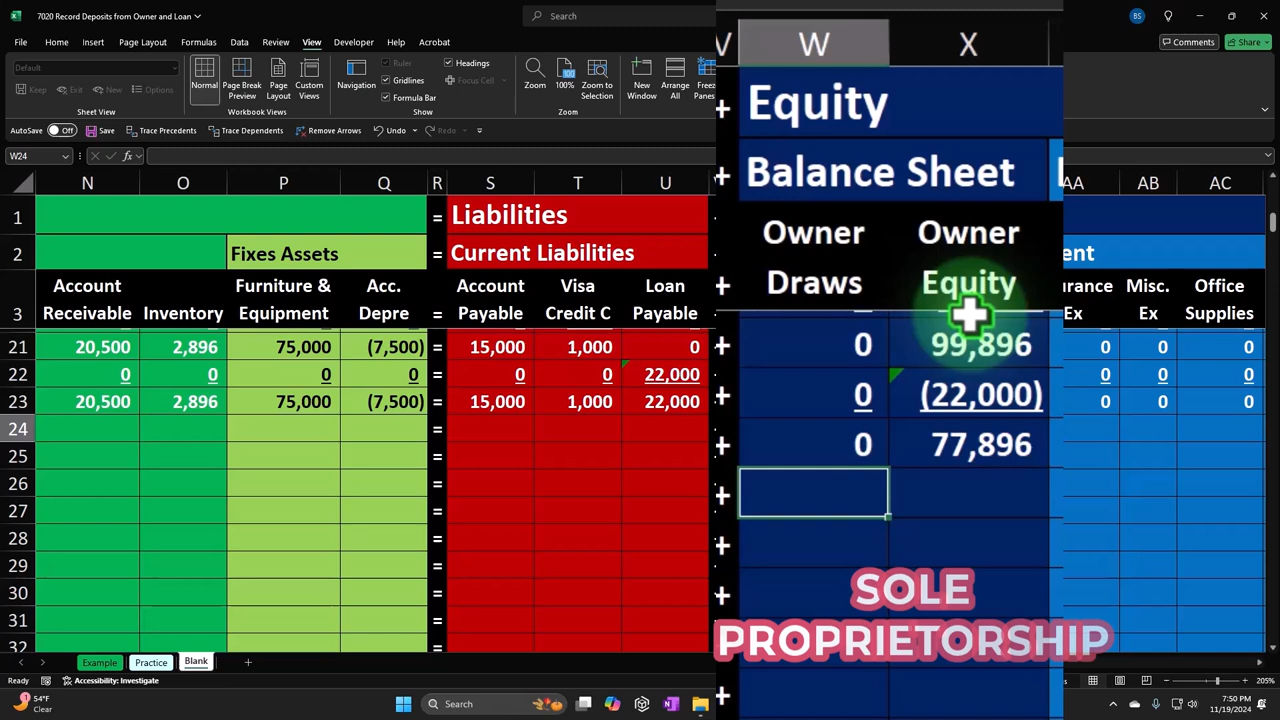 7020 Record Deposits from Owner and Loan
Search
BS
File Home Insert Page Layout Formulas Data Review View Developer Help Acrobat
Comments Share
Default
Keep Exit New Options
Sheet View
Normal Page Break Preview Page Layout Custom Views
Workbook Views
Navigation
Ruler Headings
Gridlines Focus Cell
Formula Bar
Show
Zoom 100% Zoom to Selection
Zoom
New Window Arrange All Freeze Panes
AutoSave Off Save Trace Precedents Trace Dependents Remove Arrows Undo Redo
W24 fx
N O P Q R S T U V W X AA AB AC
1 = Liabilities + Equity
2 Fixes Assets = Current Liabilities + Balance Sheet
3 Account Receivable Inventory Furniture & Equipment Acc. Depre = Account Payable Visa Credit C Loan Payable + Owner Draws Owner Equity Misc. Ex Office Supplies
21 20,500 2,896 75,000 (7,500) = 15,000 1,000 0 + 0 99,896 0 0 0
22 0 0 0 0 = 0 0 22,000 + 0 (22,000) 0 0 0
23 20,500 2,896 75,000 (7,500) = 15,000 1,000 22,000 + 0 77,896 0 0 0
24 = +
25 = +
26 = +
27 = +
28 =
29 =
30 =
31 =
32
SOLE
PROPRIETORSHIP
Example Practice Blank +
Ready Accessibility: Investigate
205%
54°F
Clear
Search
7:50 PM
11/19/2024